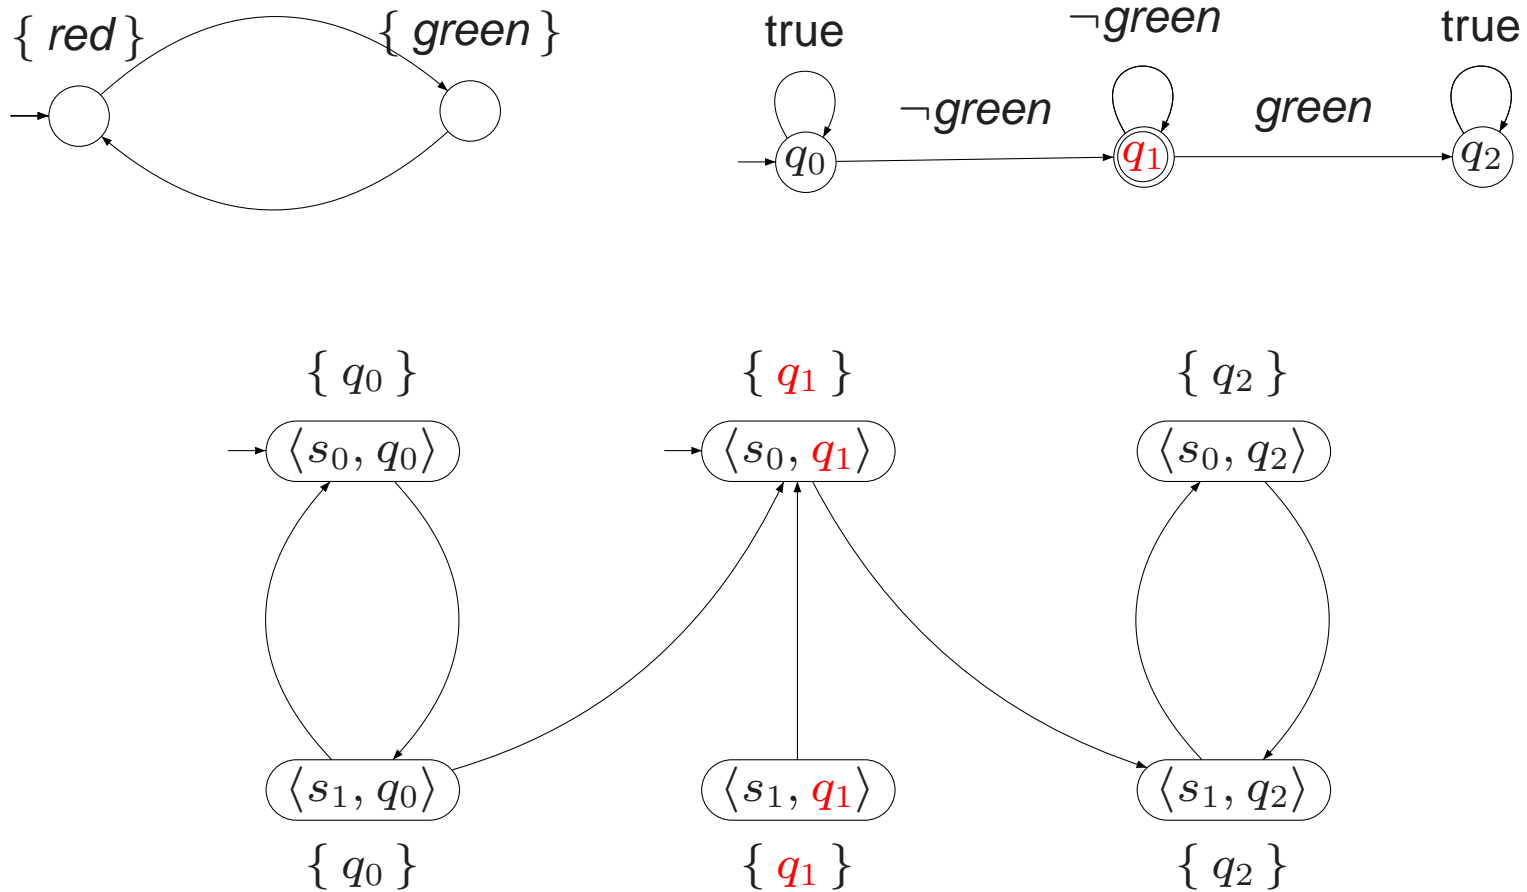 { red } { green } true ¬green true
¬green green
q₀ q₁ q₂
{ q₀ } { q₁ } { q₂ }
⟨s₀, q₀⟩ ⟨s₀, q₁⟩ ⟨s₀, q₂⟩
⟨s₁, q₀⟩ ⟨s₁, q₁⟩ ⟨s₁, q₂⟩
{ q₀ } { q₁ } { q₂ }